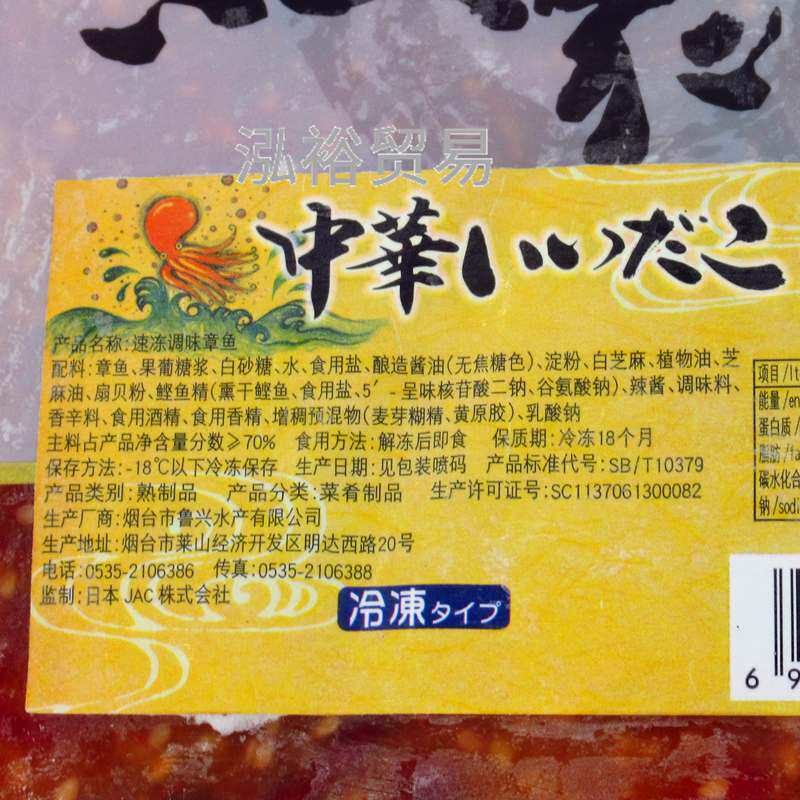 泓裕贸易
中華いいだこ
产品名称:速冻调味章鱼
配料:章鱼、果葡糖浆、白砂糖、水、食用盐、酿造酱油(无焦糖色)、淀粉、白芝麻、植物油、芝
麻油、扇贝粉、鲣鱼精(熏干鲣鱼、食用盐、5′-呈味核苷酸二钠、谷氨酸钠)、辣酱、调味料、
香辛料、食用酒精、食用香精、增稠预混物(麦芽糊精、黄原胶)、乳酸钠
主料占产品净含量分数≥70% 食用方法:解冻后即食 保质期:冷冻18个月
保存方法:-18℃以下冷冻保存 生产日期:见包装喷码 产品标准代号:SB/T10379
产品类别:熟制品 产品分类:菜肴制品 生产许可证号:SC1137061300082
生产厂商:烟台市鲁兴水产有限公司
生产地址:烟台市莱山经济开发区明达西路20号
电话:0535-2106386 传真:0535-2106388
监制:日本JAC株式会社
冷凍タイプ
项目/It
能量/en
蛋白质/
脂肪/fa
碳水化合
钠/sodi
6 9